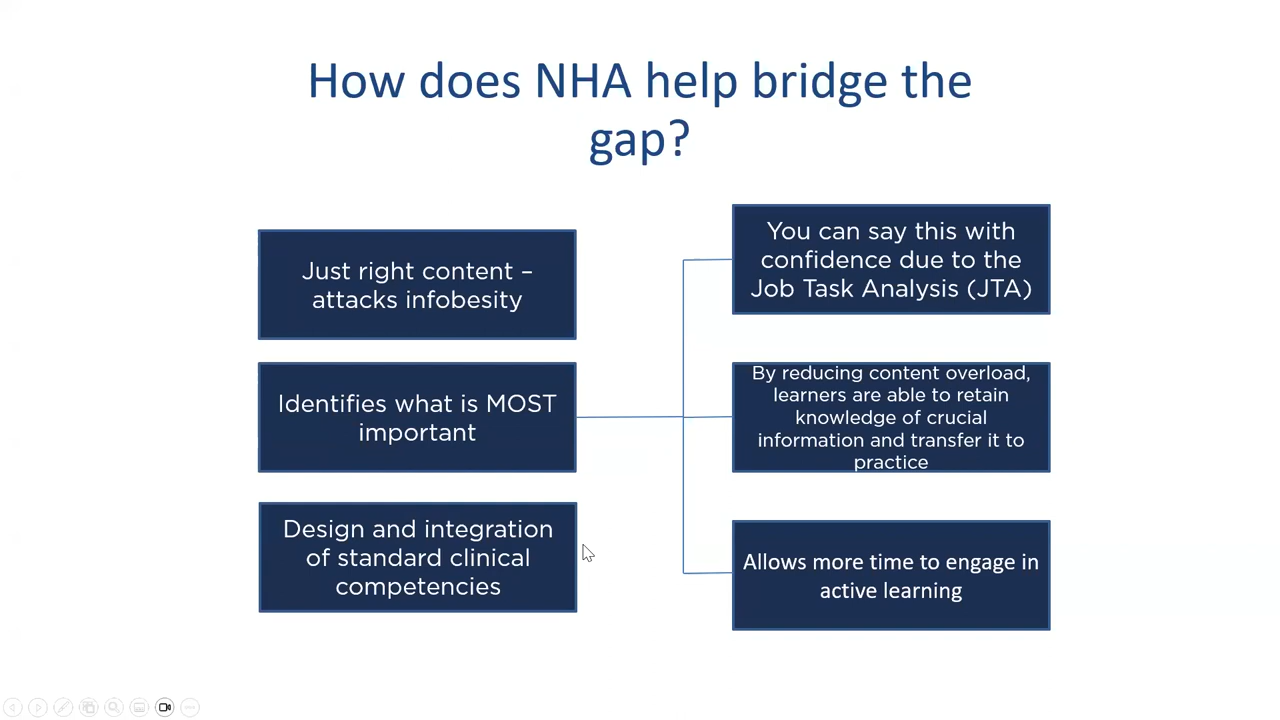 How does NHA help bridge the
gap?
Just right content –
attacks infobesity
Identifies what is MOST
important
Design and integration
of standard clinical
competencies
You can say this with
confidence due to the
Job Task Analysis (JTA)
By reducing content overload,
learners are able to retain
knowledge of crucial
information and transfer it to
practice
Allows more time to engage in
active learning